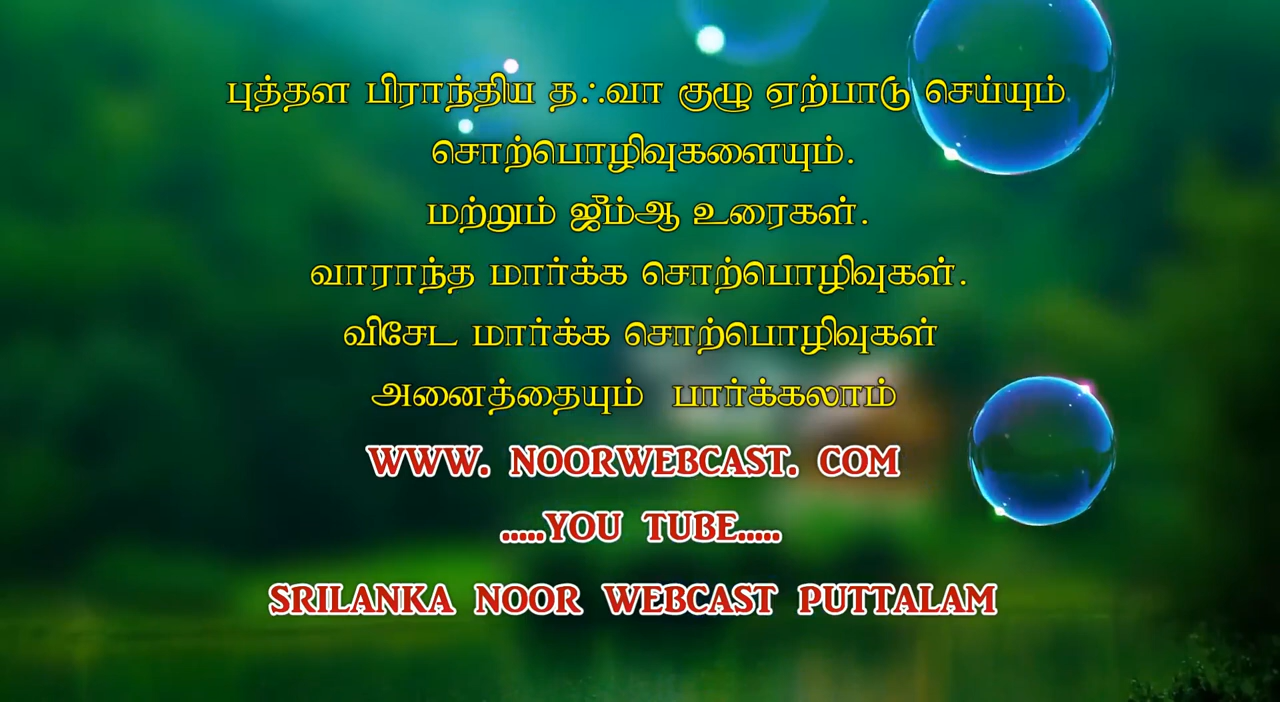 புத்தள பிராந்திய தஃவா குழு ஏற்பாடு செய்யும்
சொற்பொழிவுகளையும்.
மற்றும் ஜீம்ஆ உரைகள்.
வாராந்த மார்க்க சொற்பொழிவுகள்.
விசேட மார்க்க சொற்பொழிவுகள்
அனைத்தையும் பார்க்கலாம்
WWW. NOORWEBCAST. COM
.....YOU TUBE.....
SRILANKA NOOR WEBCAST PUTTALAM